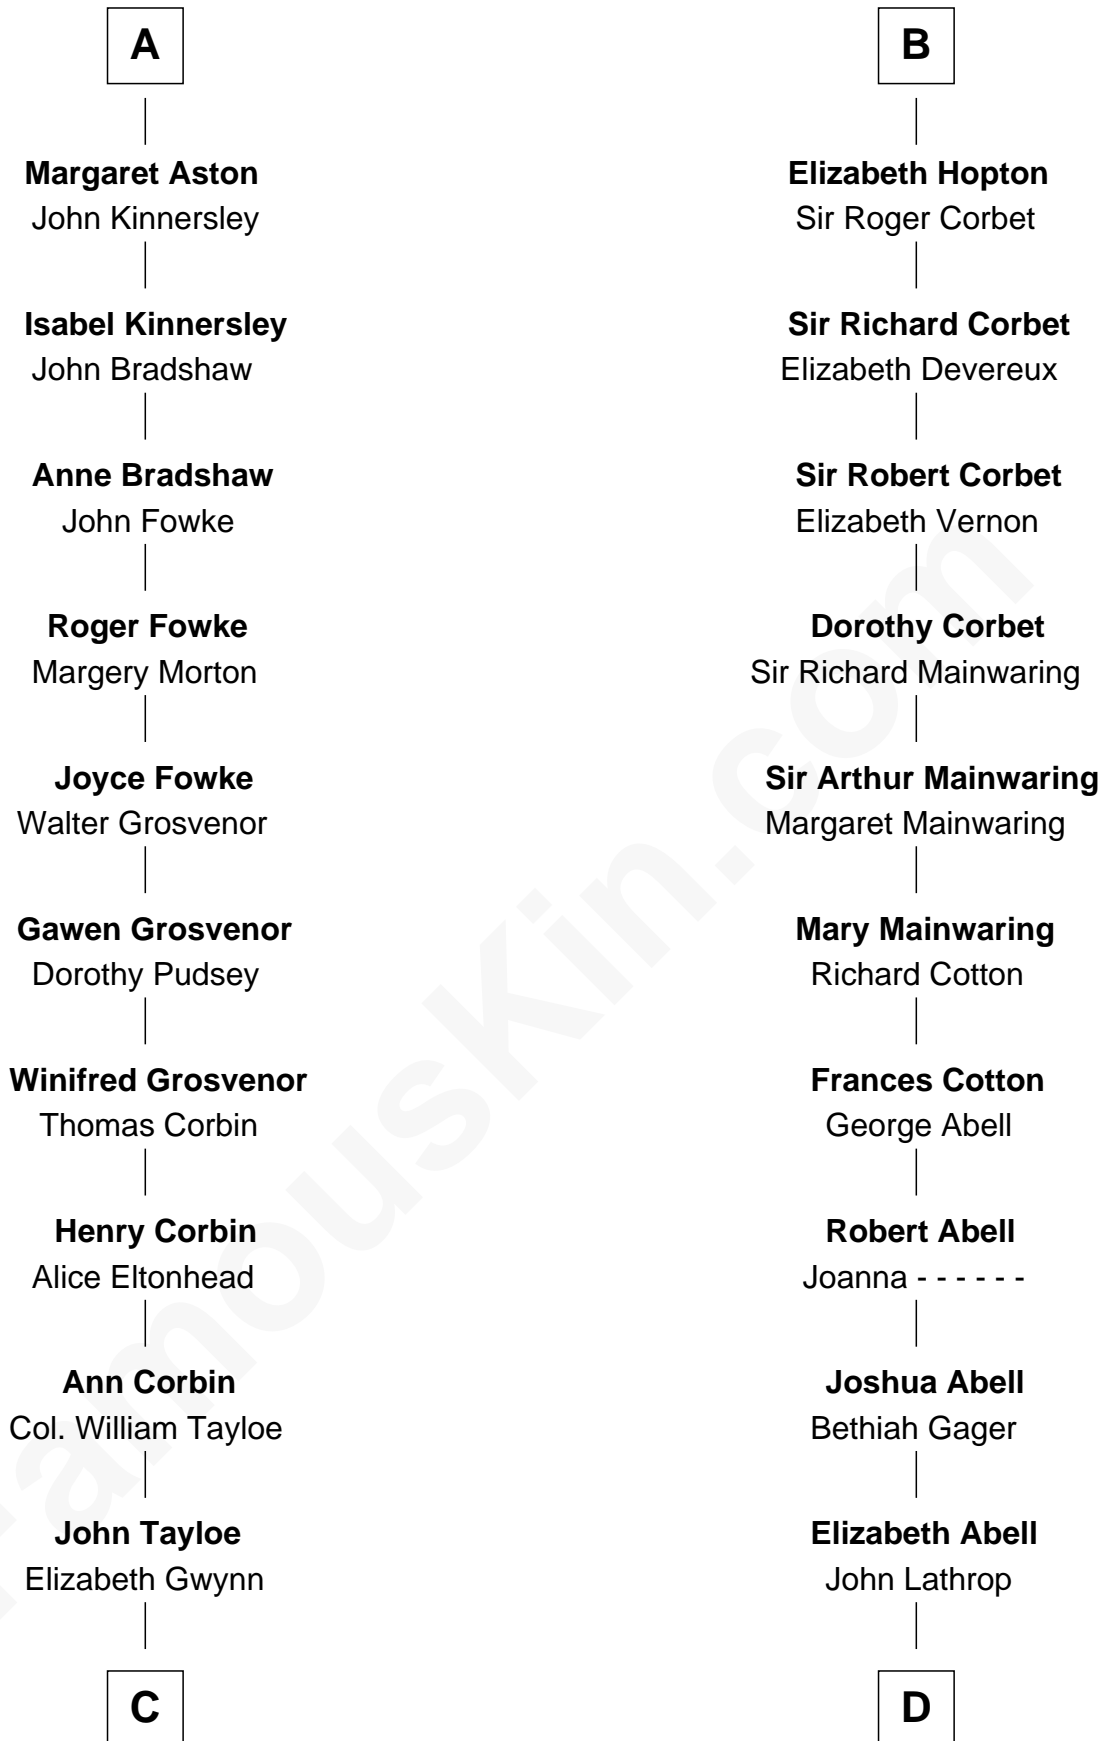 A
Margaret Aston
John Kinnersley
Isabel Kinnersley
John Bradshaw
Anne Bradshaw
John Fowke
Roger Fowke
Margery Morton
Joyce Fowke
Walter Grosvenor
Gawen Grosvenor
Dorothy Pudsey
Winifred Grosvenor
Thomas Corbin
Henry Corbin
Alice Eltonhead
Ann Corbin
Col. William Tayloe
John Tayloe
Elizabeth Gwynn
C
B
Elizabeth Hopton
Sir Roger Corbet
Sir Richard Corbet
Elizabeth Devereux
Sir Robert Corbet
Elizabeth Vernon
Dorothy Corbet
Sir Richard Mainwaring
Sir Arthur Mainwaring
Margaret Mainwaring
Mary Mainwaring
Richard Cotton
Frances Cotton
George Abell
Robert Abell
Joanna - - - - - -
Joshua Abell
Bethiah Gager
Elizabeth Abell
John Lathrop
D
FamousKin.com